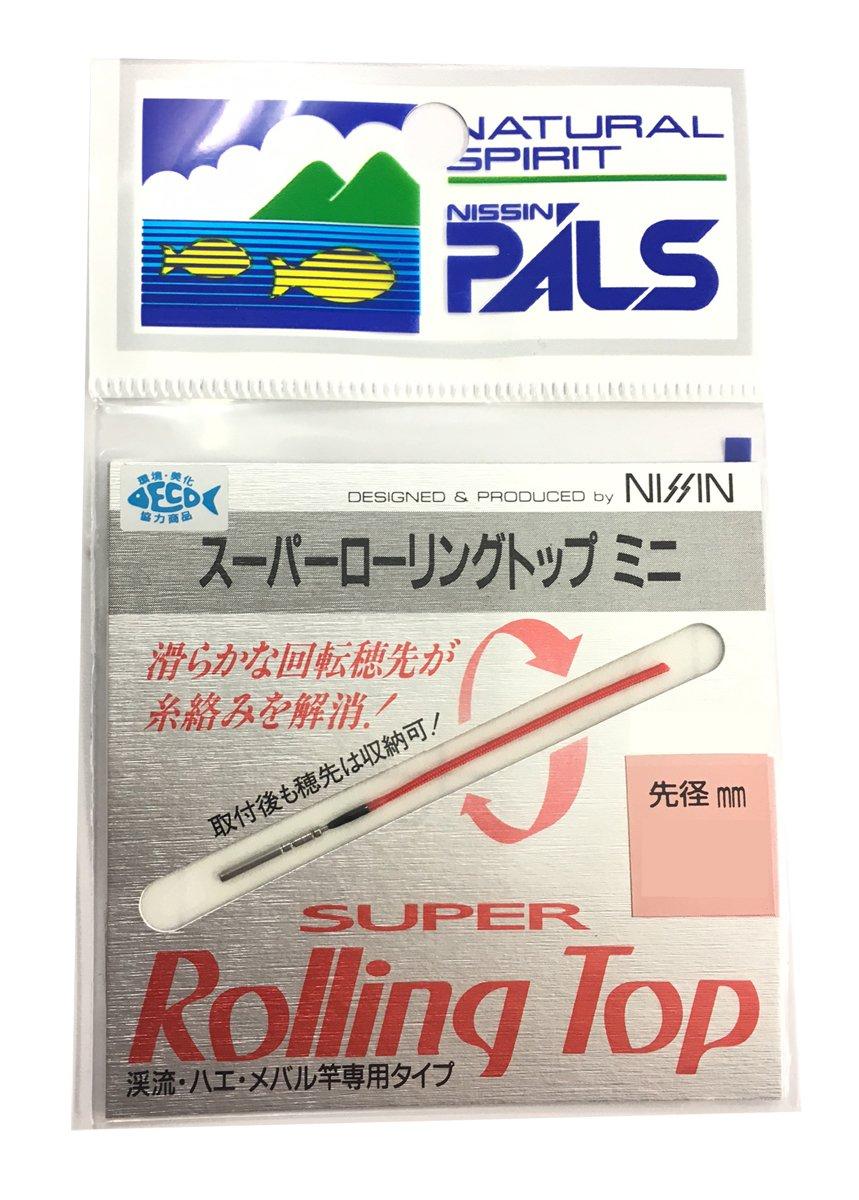 NATURAL
SPIRIT
NISSIN
PALS
環境・美化
ECO
協力商品
DESIGNED & PRODUCED by NISSIN
スーパーローリングトップ ミニ
滑らかな回転穂先が
糸絡みを解消!
取付後も穂先は収納可!
先径 mm
SUPER
Rolling Top
渓流・ハエ・メバル竿専用タイプ